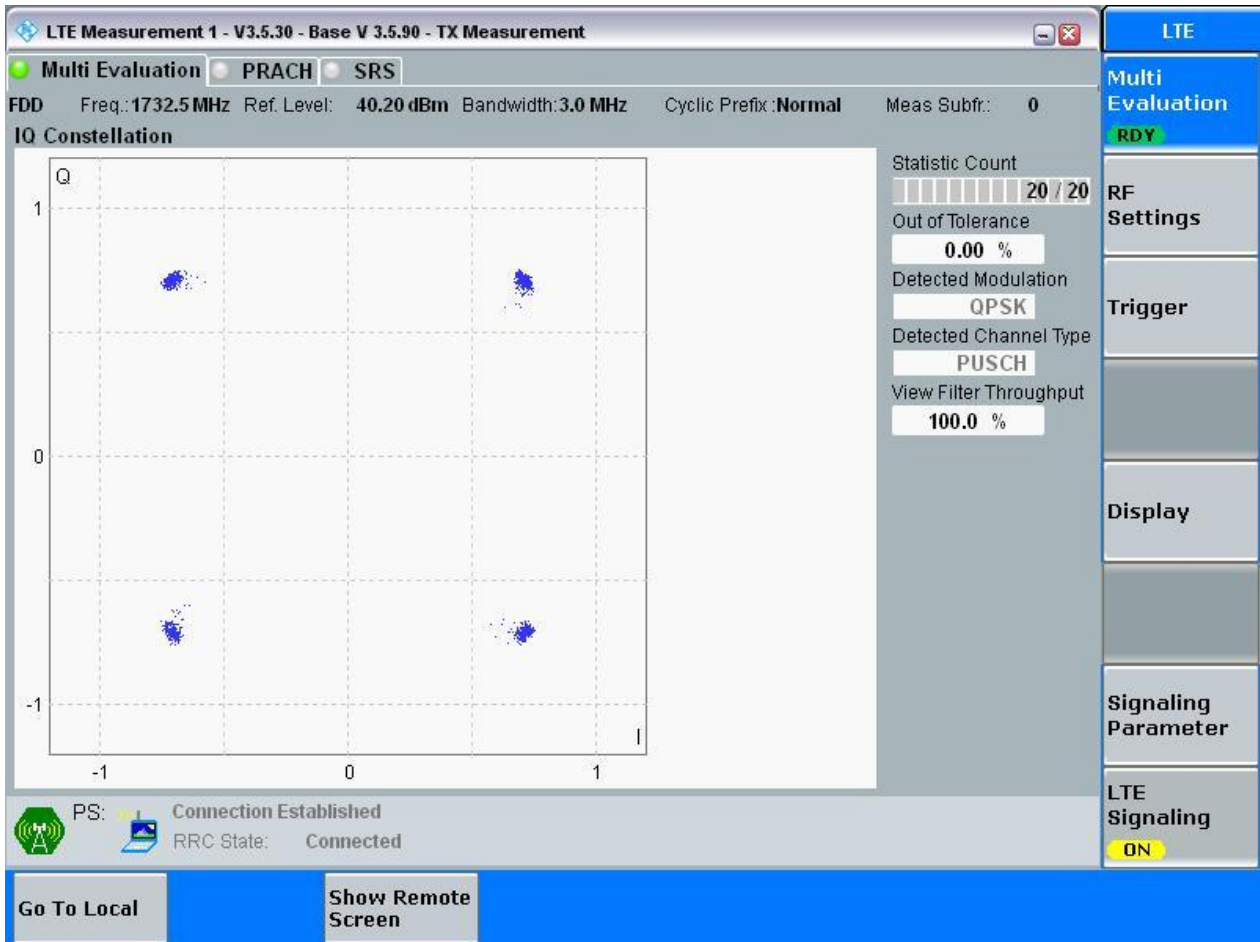 LTE Measurement 1 - V3.5.30 - Base V 3.5.90 - TX Measurement
LTE
Multi Evaluation PRACH SRS
FDD Freq.: 1732.5 MHz Ref. Level: 40.20 dBm Bandwidth: 3.0 MHz Cyclic Prefix : Normal Meas Subfr.: 0
IQ Constellation
Q
1
0
-1
-1 0 1
I
Statistic Count
20 / 20
Out of Tolerance
0.00 %
Detected Modulation
QPSK
Detected Channel Type
PUSCH
View Filter Throughput
100.0 %
Multi
Evaluation
RDY
RF
Settings
Trigger
Display
Signaling
Parameter
LTE
Signaling
ON
PS: Connection Established
RRC State: Connected
Go To Local
Show Remote
Screen